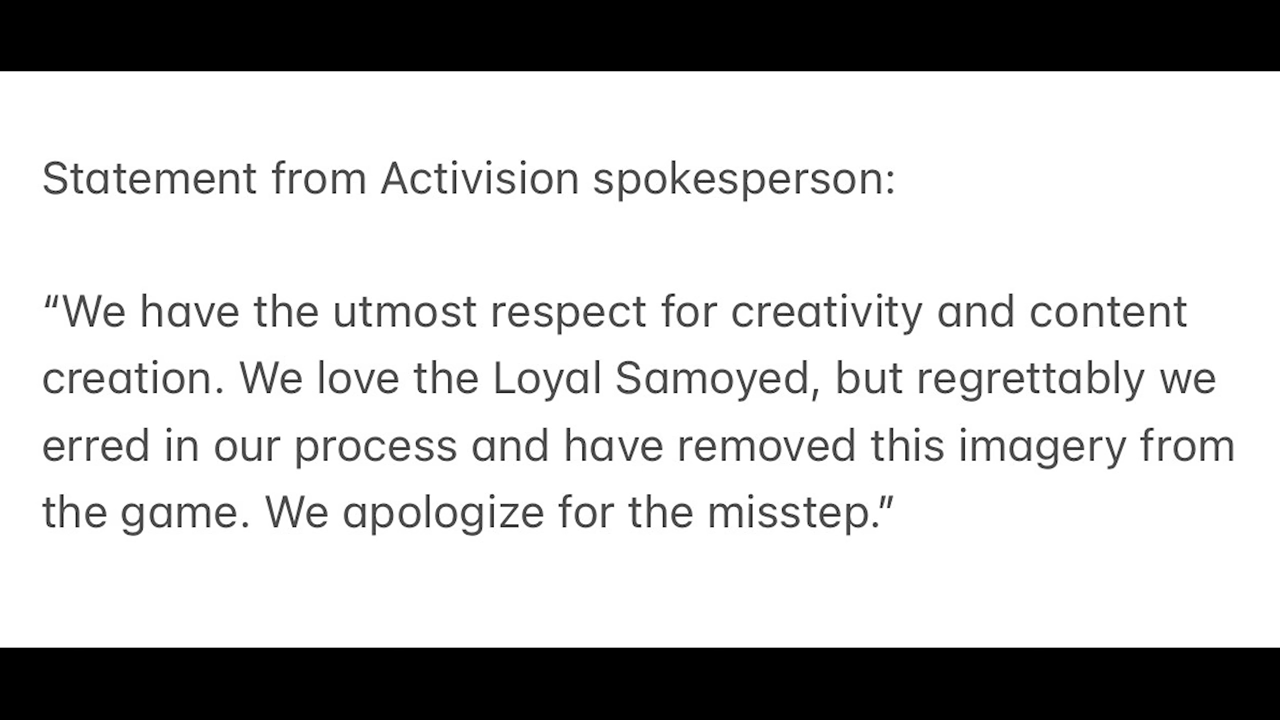 Statement from Activision spokesperson:
“We have the utmost respect for creativity and content
creation. We love the Loyal Samoyed, but regrettably we
erred in our process and have removed this imagery from
the game. We apologize for the misstep.”